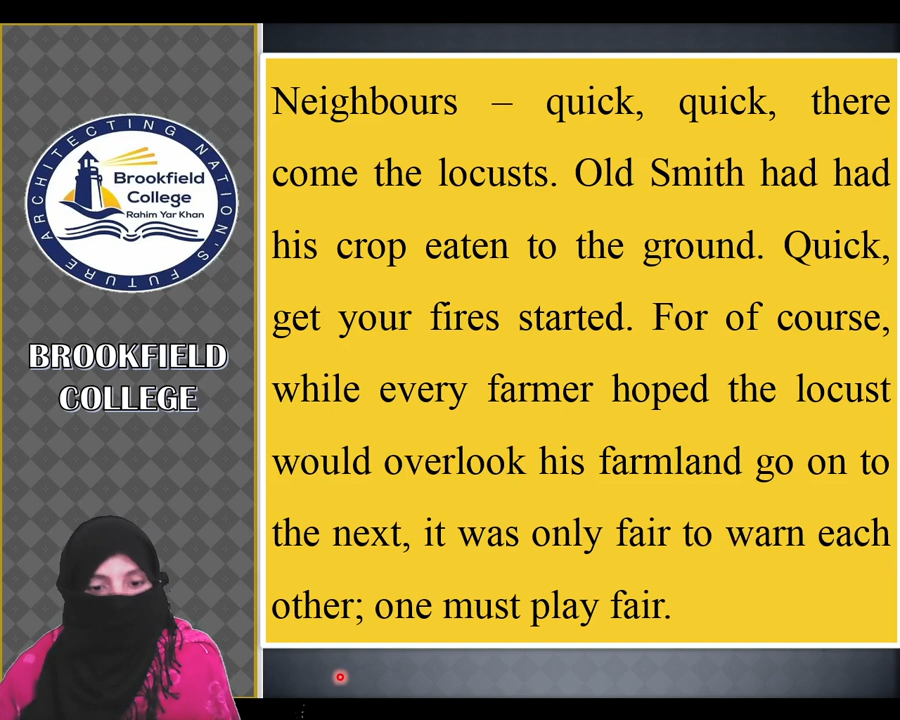 ARCHITECTING NATION'S FUTURE
Brookfield
College
Rahim Yar Khan
BROOKFIELD
COLLEGE
Neighbours – quick, quick, there
come the locusts. Old Smith had had
his crop eaten to the ground. Quick,
get your fires started. For of course,
while every farmer hoped the locust
would overlook his farmland go on to
the next, it was only fair to warn each
other; one must play fair.